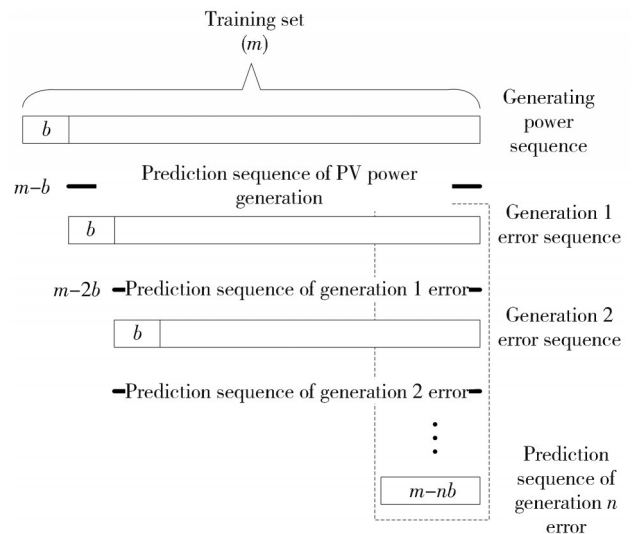 Training set
(m)
b
Generating
power
sequence
m-b
Prediction sequence of PV power
generation
b
Generation 1
error sequence
m-2b
Prediction sequence of generation 1 error
b
Generation 2
error sequence
Prediction sequence of generation 2 error
m-nb
Prediction
sequence of
generation n
error